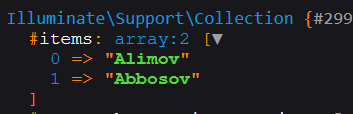 Illuminate\Support\Collection {#299
#items: array:2 [▼
0 => "Alimov"
1 => "Abbosov"
]